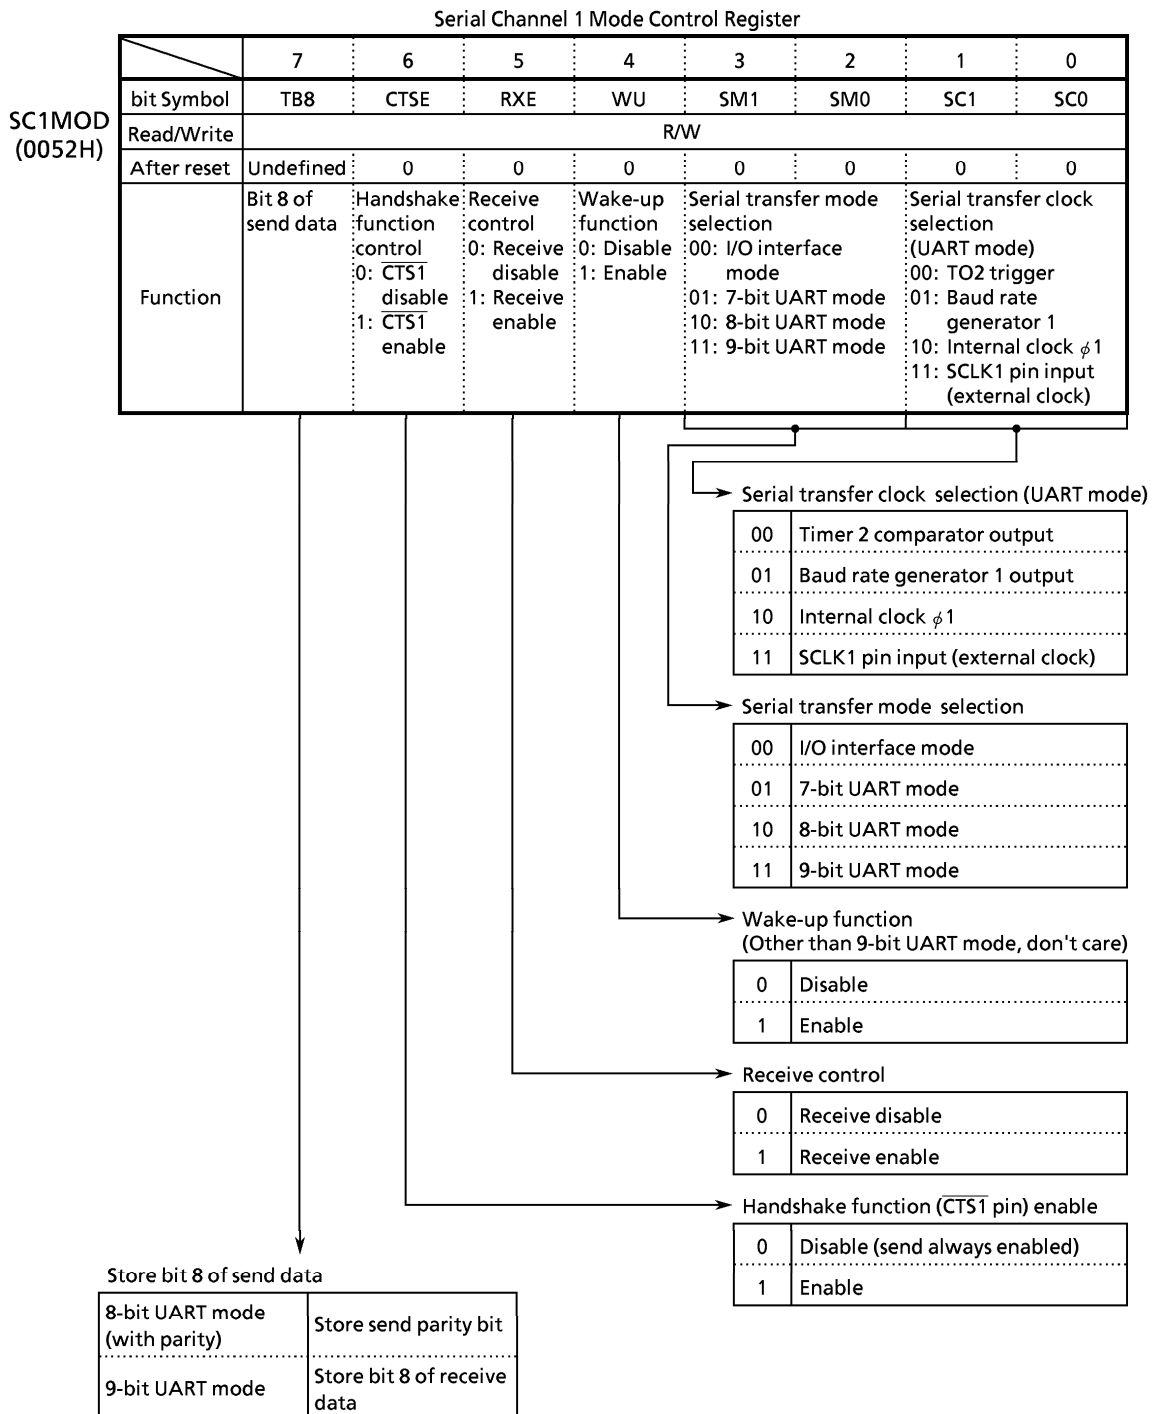 Serial Channel 1 Mode Control Register
7 6 5 4 3 2 1 0
bit Symbol TB8 CTSE RXE WU SM1 SM0 SC1 SC0
SC1MOD
(0052H)
Read/Write R/W
After reset Undefined 0 0 0 0 0 0 0
Function
Bit 8 of
send data
Handshake
function
control
0: CTS1
disable
1: CTS1
enable
Receive
control
0: Receive
disable
1: Receive
enable
Wake-up
function
0: Disable
1: Enable
Serial transfer mode
selection
00: I/O interface
mode
01: 7-bit UART mode
10: 8-bit UART mode
11: 9-bit UART mode
Serial transfer clock
selection
(UART mode)
00: TO2 trigger
01: Baud rate
generator 1
10: Internal clock ϕ1
11: SCLK1 pin input
(external clock)
Serial transfer clock selection (UART mode)
00 Timer 2 comparator output
01 Baud rate generator 1 output
10 Internal clock ϕ1
11 SCLK1 pin input (external clock)
Serial transfer mode selection
00 I/O interface mode
01 7-bit UART mode
10 8-bit UART mode
11 9-bit UART mode
Wake-up function
(Other than 9-bit UART mode, don't care)
0 Disable
1 Enable
Receive control
0 Receive disable
1 Receive enable
Handshake function (CTS1 pin) enable
0 Disable (send always enabled)
1 Enable
Store bit 8 of send data
8-bit UART mode
(with parity)
Store send parity bit
9-bit UART mode
Store bit 8 of receive
data